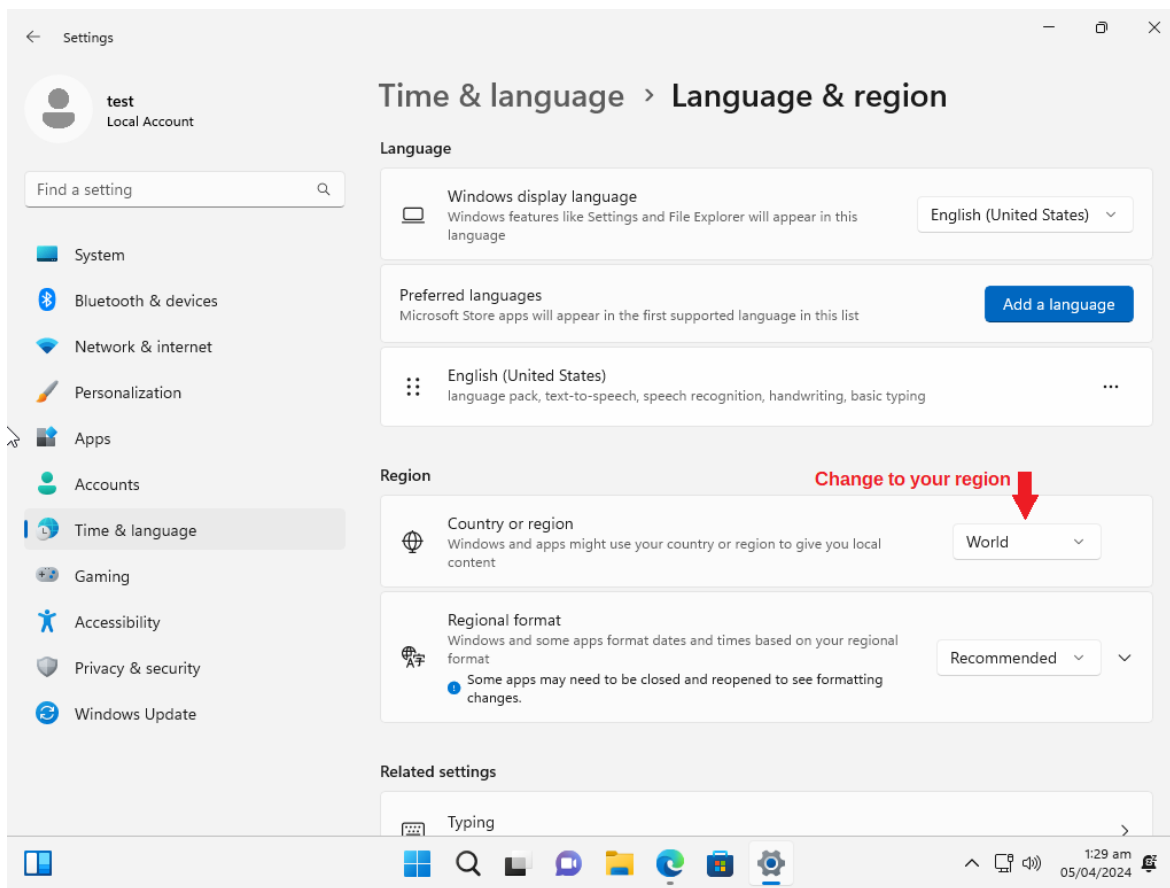 Settings
test
Local Account
Find a setting
System
Bluetooth & devices
Network & internet
Personalization
Apps
Accounts
Time & language
Gaming
Accessibility
Privacy & security
Windows Update
Time & language > Language & region
Language
Windows display language
Windows features like Settings and File Explorer will appear in this
language
English (United States)
Preferred languages
Microsoft Store apps will appear in the first supported language in this list
Add a language
English (United States)
language pack, text-to-speech, speech recognition, handwriting, basic typing
Region
Change to your region
Country or region
Windows and apps might use your country or region to give you local
content
World
Regional format
Windows and some apps format dates and times based on your regional
format
Some apps may need to be closed and reopened to see formatting
changes.
Recommended
Related settings
Typing
1:29 am
05/04/2024